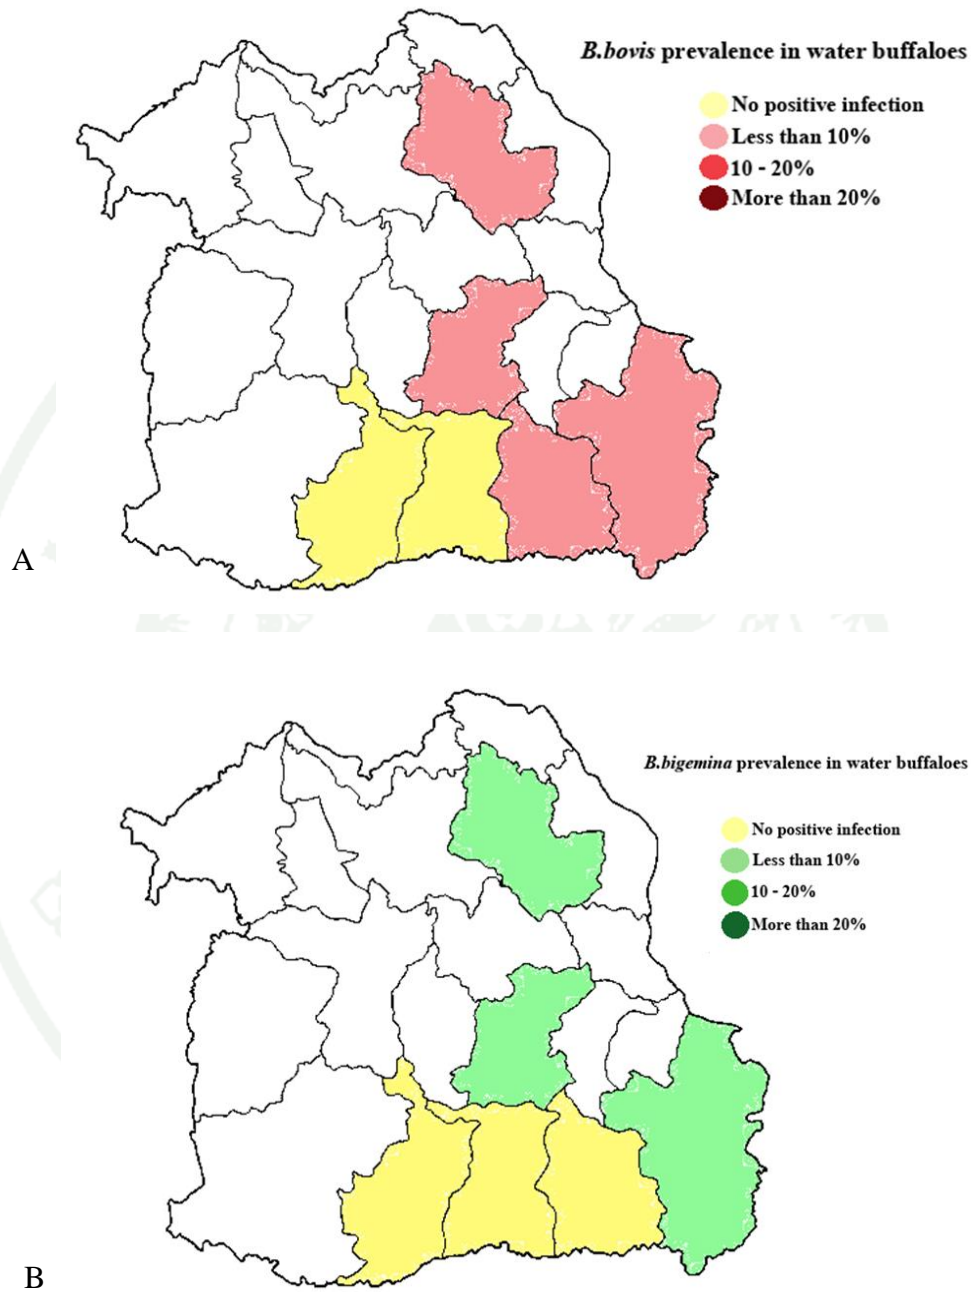 B.bovis prevalence in water buffaloes
No positive infection
Less than 10%
10 - 20%
More than 20%
A
B.bigemina prevalence in water buffaloes
No positive infection
Less than 10%
10 - 20%
More than 20%
B